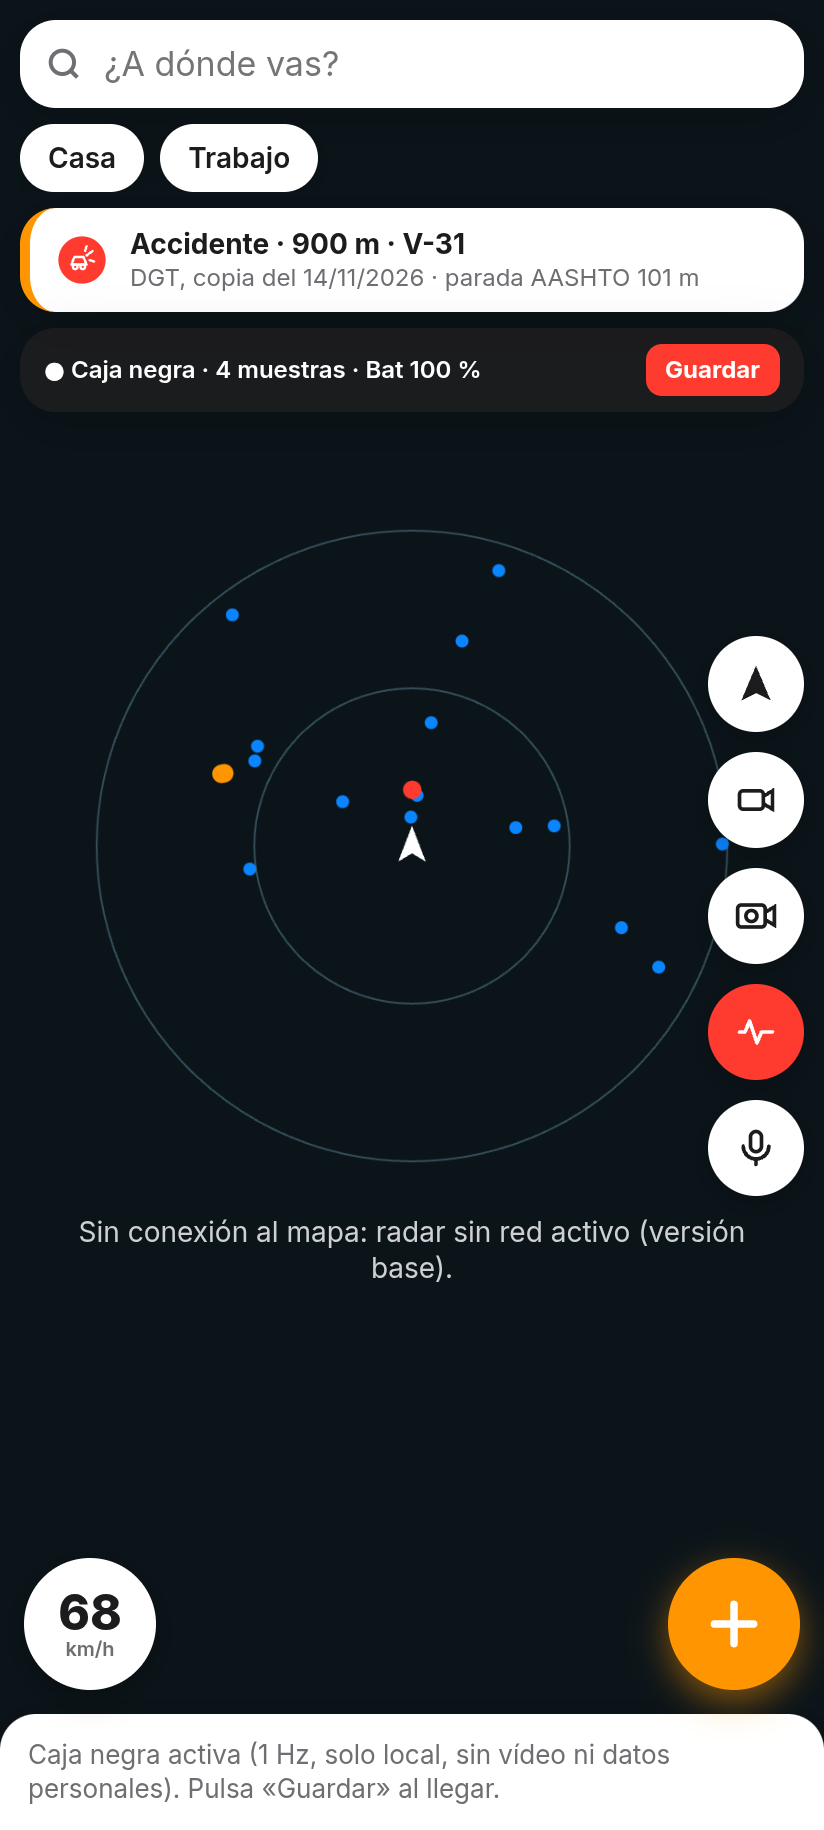 ¿A dónde vas?
Casa
Trabajo
Accidente · 900 m · V-31
DGT, copia del 14/11/2026 · parada AASHTO 101 m
Caja negra · 4 muestras · Bat 100 %
Guardar
Sin conexión al mapa: radar sin red activo (versión
base).
68
km/h
Caja negra activa (1 Hz, solo local, sin vídeo ni datos
personales). Pulsa «Guardar» al llegar.